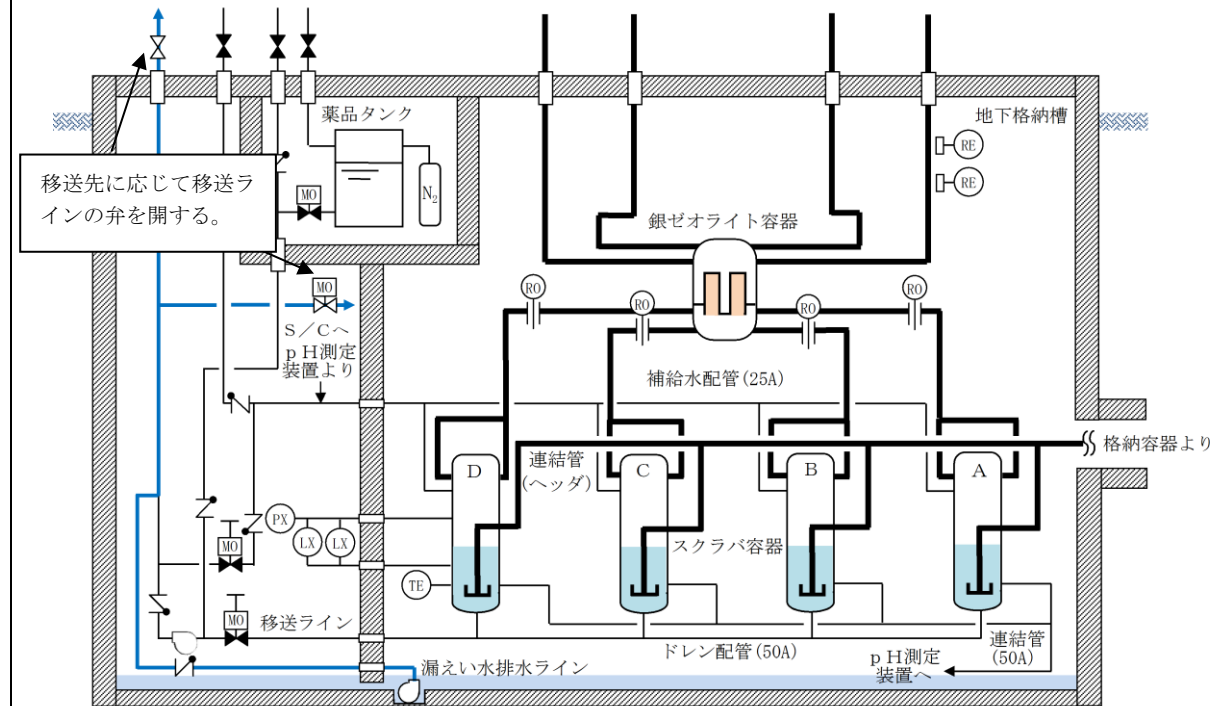 薬品タンク
地下格納槽
RE
RE
移送先に応じて移送ラ
インの弁を開する。
MO
N₂
銀ゼオライト容器
MO
RO
RO
RO
RO
S/Cへ
pH測定
装置より
補給水配管(25A)
格納容器より
連結管
(ヘッダ)
D
C
B
A
PX
LX
LX
MO
スクラバ容器
TE
MO
移送ライン
ドレン配管(50A)
連結管
(50A)
漏えい水排水ライン
pH測定
装置へ